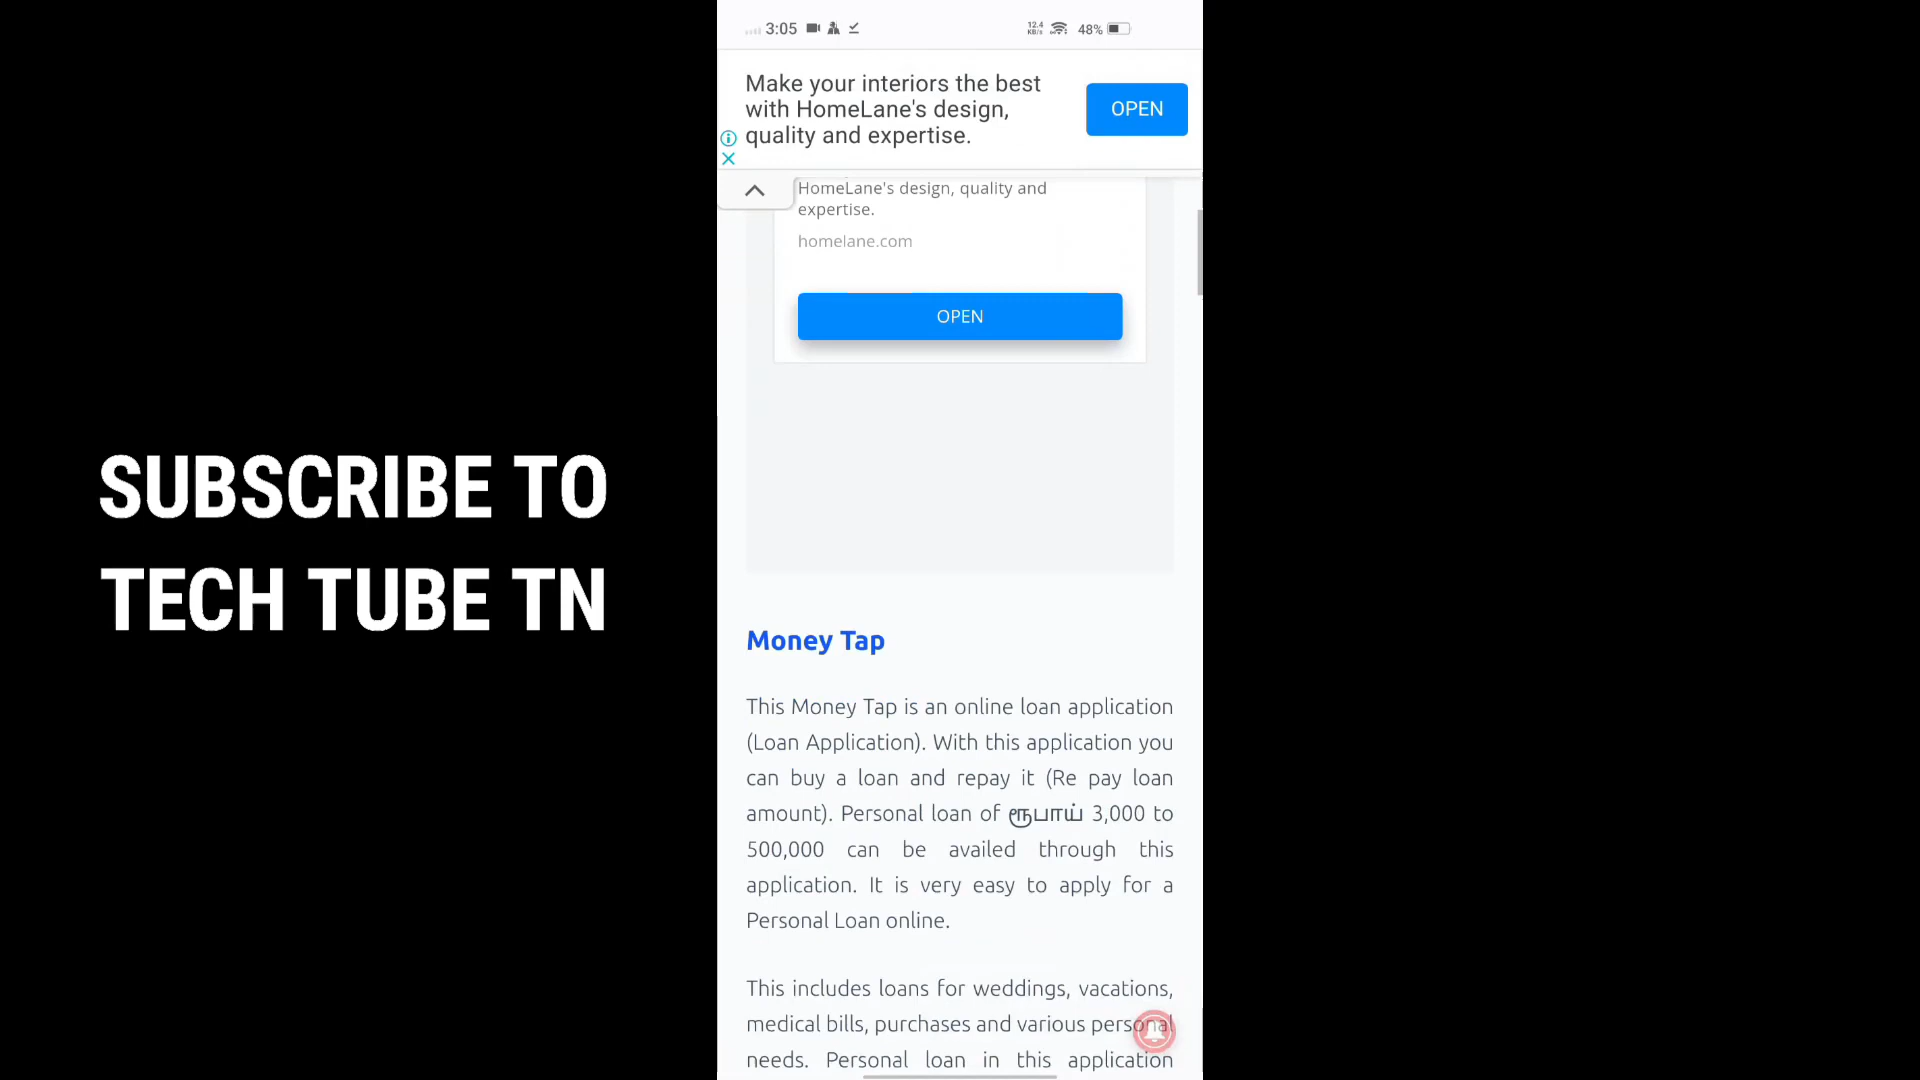 SUBSCRIBE TO
TECH TUBE TN
3:05
12.4
KB/s
48%
Make your interiors the best
with HomeLane's design,
quality and expertise.
OPEN
HomeLane's design, quality and
expertise.
homelane.com
OPEN
Money Tap
This Money Tap is an online loan application
(Loan Application). With this application you
can buy a loan and repay it (Re pay loan
amount). Personal loan of ரூபாய் 3,000 to
500,000 can be availed through this
application. It is very easy to apply for a
Personal Loan online.
This includes loans for weddings, vacations,
medical bills, purchases and various personal
needs. Personal loan in this application